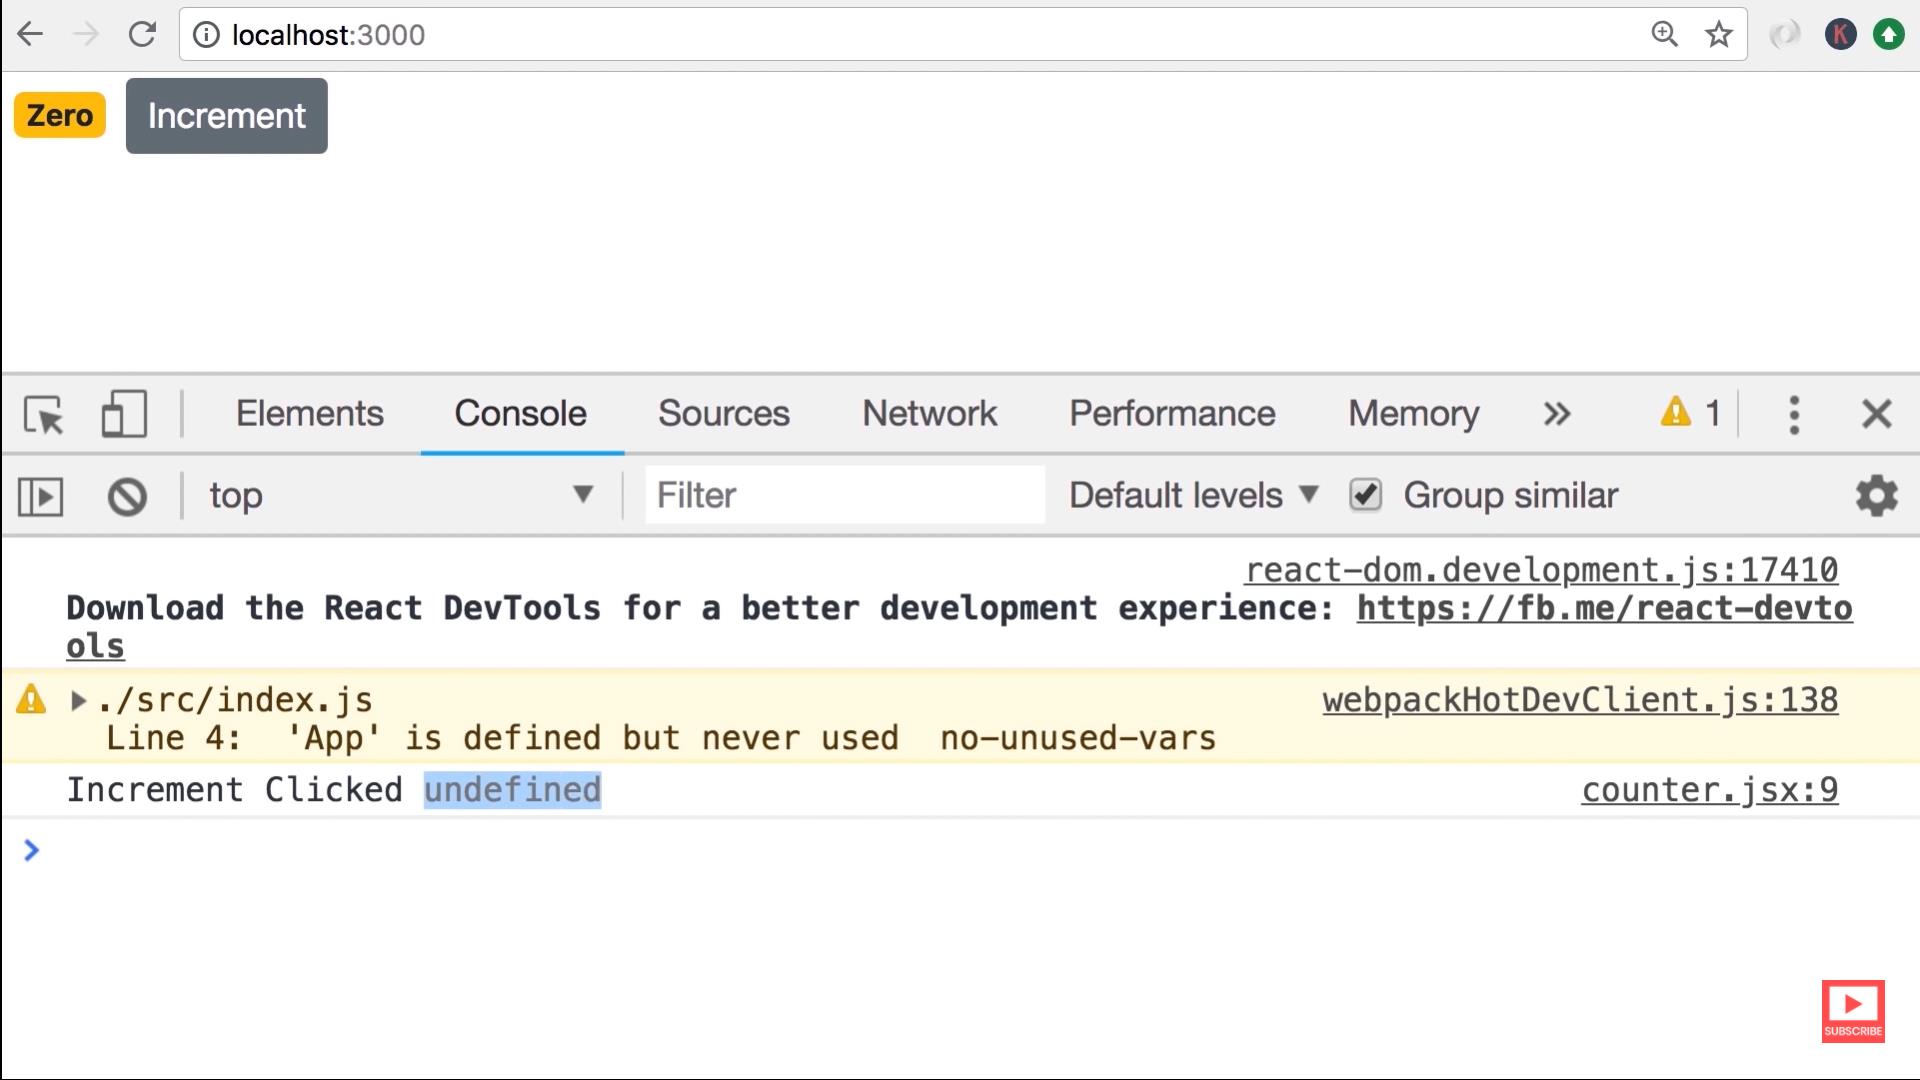 localhost:3000
K
Zero
Increment
Elements
Console
Sources
Network
Performance
Memory
1
top
Filter
Default levels
Group similar
react-dom.development.js:17410
Download the React DevTools for a better development experience: https://fb.me/react-devto
ols
./src/index.js
webpackHotDevClient.js:138
Line 4:  'App' is defined but never used  no-unused-vars
Increment Clicked undefined
counter.jsx:9
SUBSCRIBE